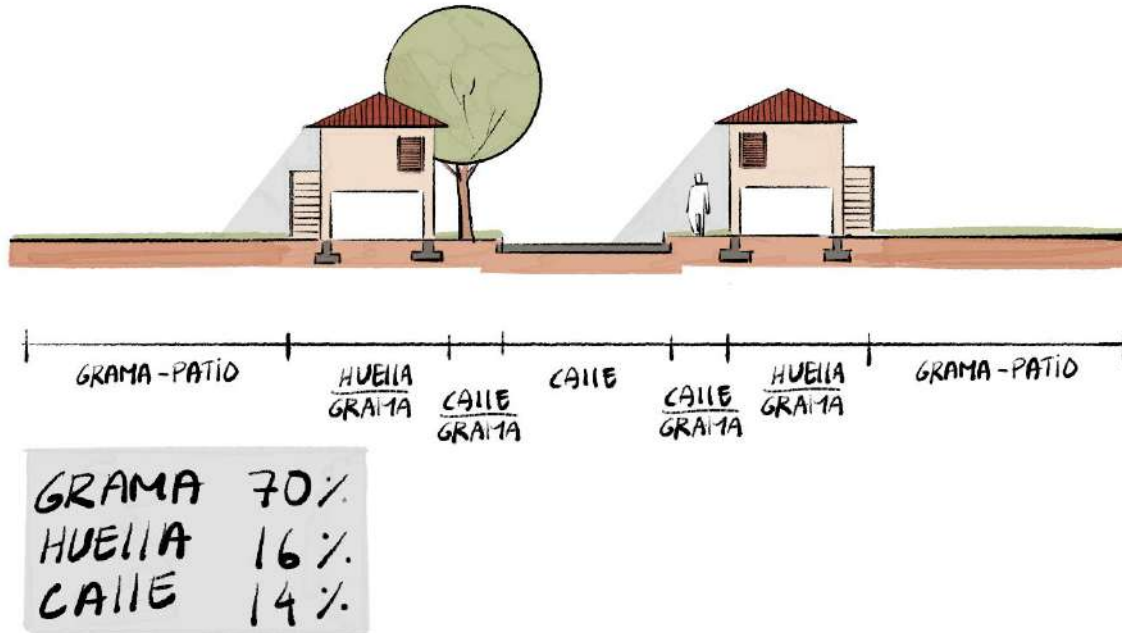 GRAMA-PATIO
HUELLA
GRAMA
CALLE
GRAMA
CALLE
CALLE
GRAMA
HUELLA
GRAMA
GRAMA-PATIO
GRAMA 70%
HUELLA 16%
CALLE 14%